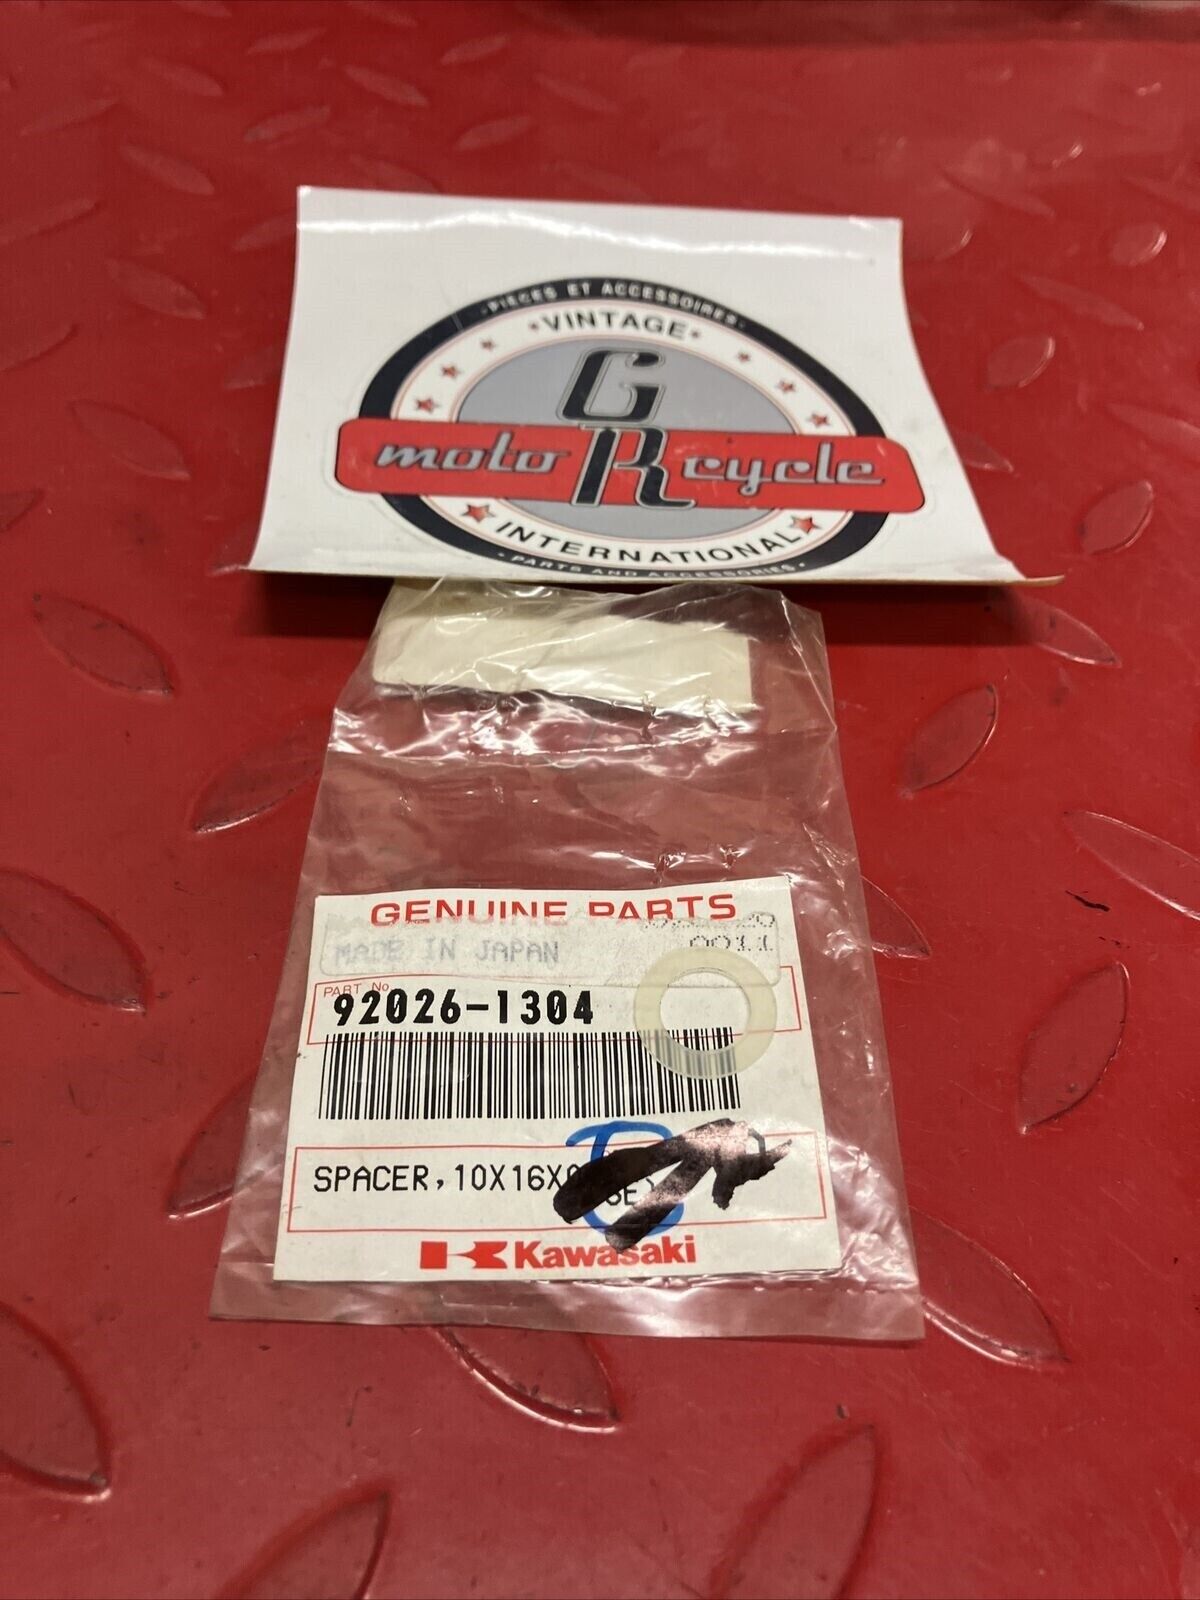 ·PIECES ET ACCESSOIRES·
·VINTAGE·
G
moto R cycle
INTERNATIONAL
·PARTS AND ACCESSORIES·
GENUINE PARTS
MADE IN JAPAN
0011
PART No
92026-1304
SPACER,10X16X
Kawasaki